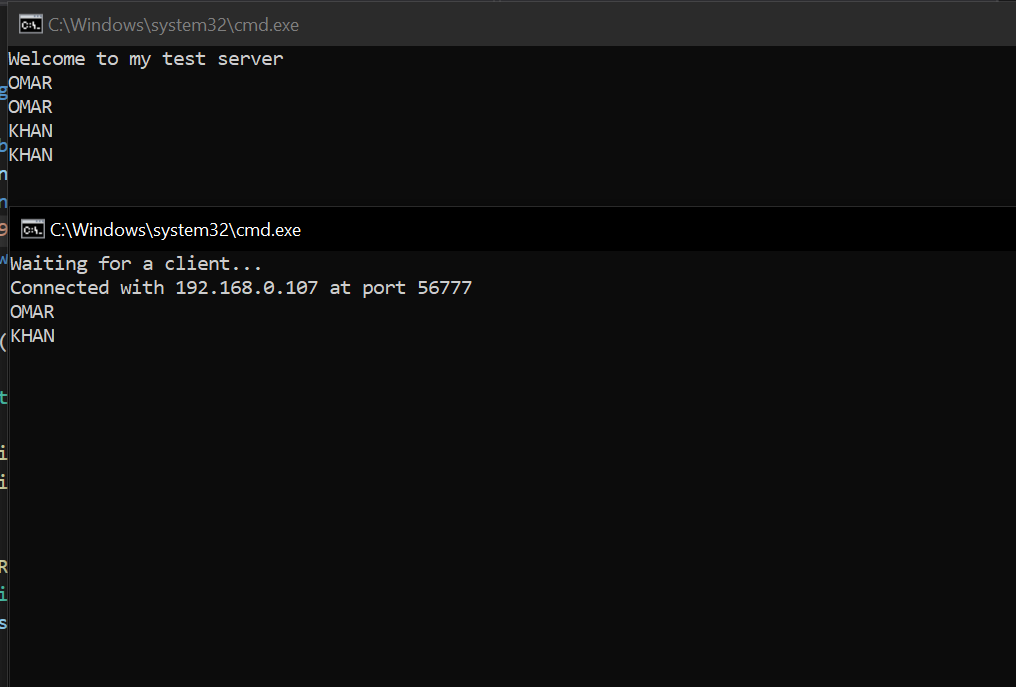 C:\Windows\system32\cmd.exe
Welcome to my test server
OMAR
OMAR
KHAN
KHAN
C:\Windows\system32\cmd.exe
Waiting for a client...
Connected with 192.168.0.107 at port 56777
OMAR
KHAN